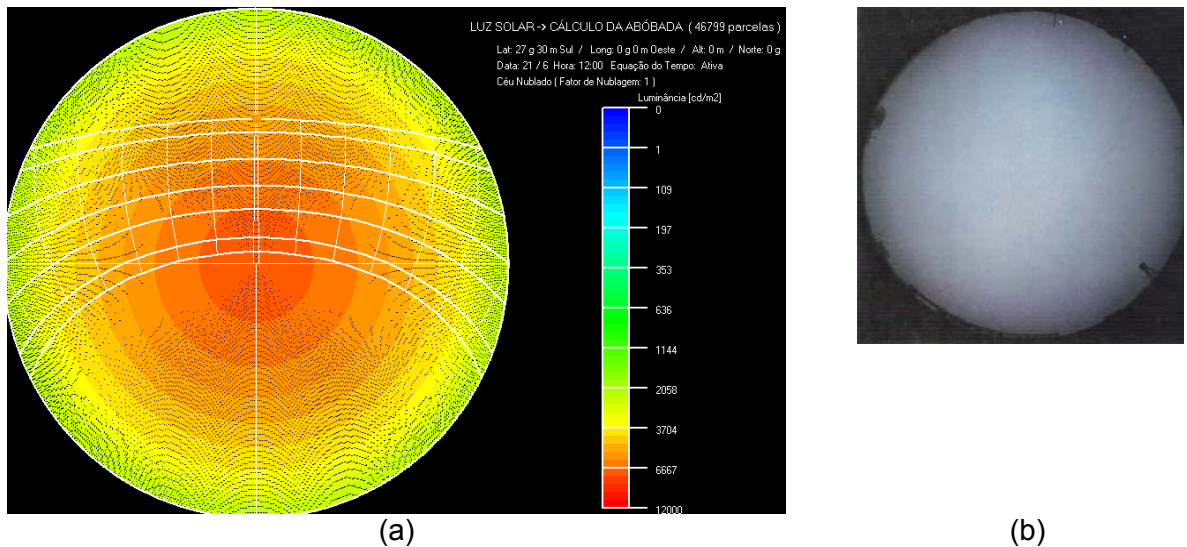 LUZ SOLAR -> CÁLCULO DA ABÓBADA ( 46799 parcelas )
Lat: 27 g 30 m Sul / Long: 0 g 0 m Oeste / Alt: 0 m / Norte: 0 g
Data: 21 / 6 Hora: 12:00 Equação do Tempo: Ativa
Céu Nublado ( Fator de Nublagem: 1 )
Luminância [cd/m2]
0
1
109
197
353
636
1144
2058
3704
6667
12000
(a)
(b)